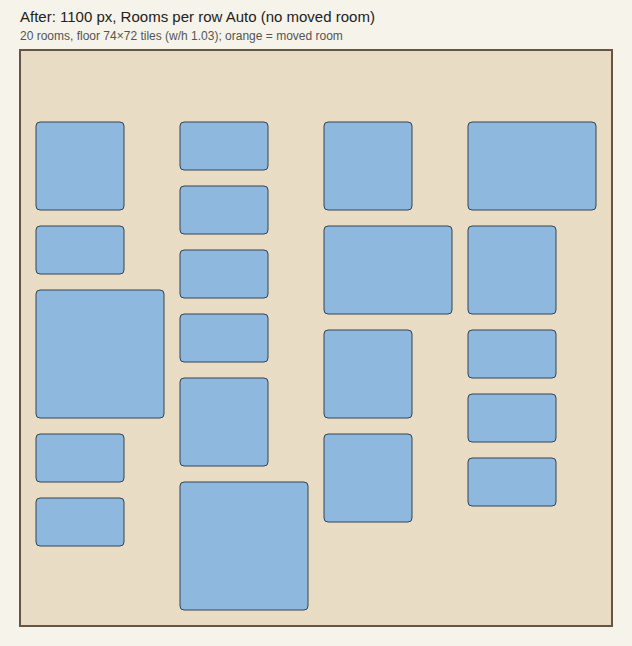 After: 1100 px, Rooms per row Auto (no moved room)
20 rooms, floor 74×72 tiles (w/h 1.03); orange = moved room